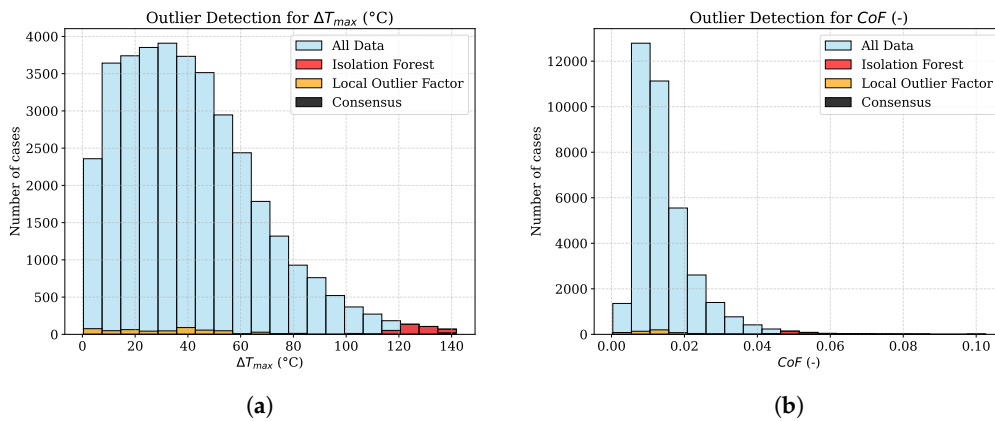 Outlier Detection for ΔT_max (°C)
Number of cases
4000
3500
3000
2500
2000
1500
1000
500
0
All Data
Isolation Forest
Local Outlier Factor
Consensus
0 20 40 60 80 100 120 140
ΔT_max (°C)
(a)
Outlier Detection for CoF (-)
Number of cases
12000
10000
8000
6000
4000
2000
0
All Data
Isolation Forest
Local Outlier Factor
Consensus
0.00 0.02 0.04 0.06 0.08 0.10
CoF (-)
(b)